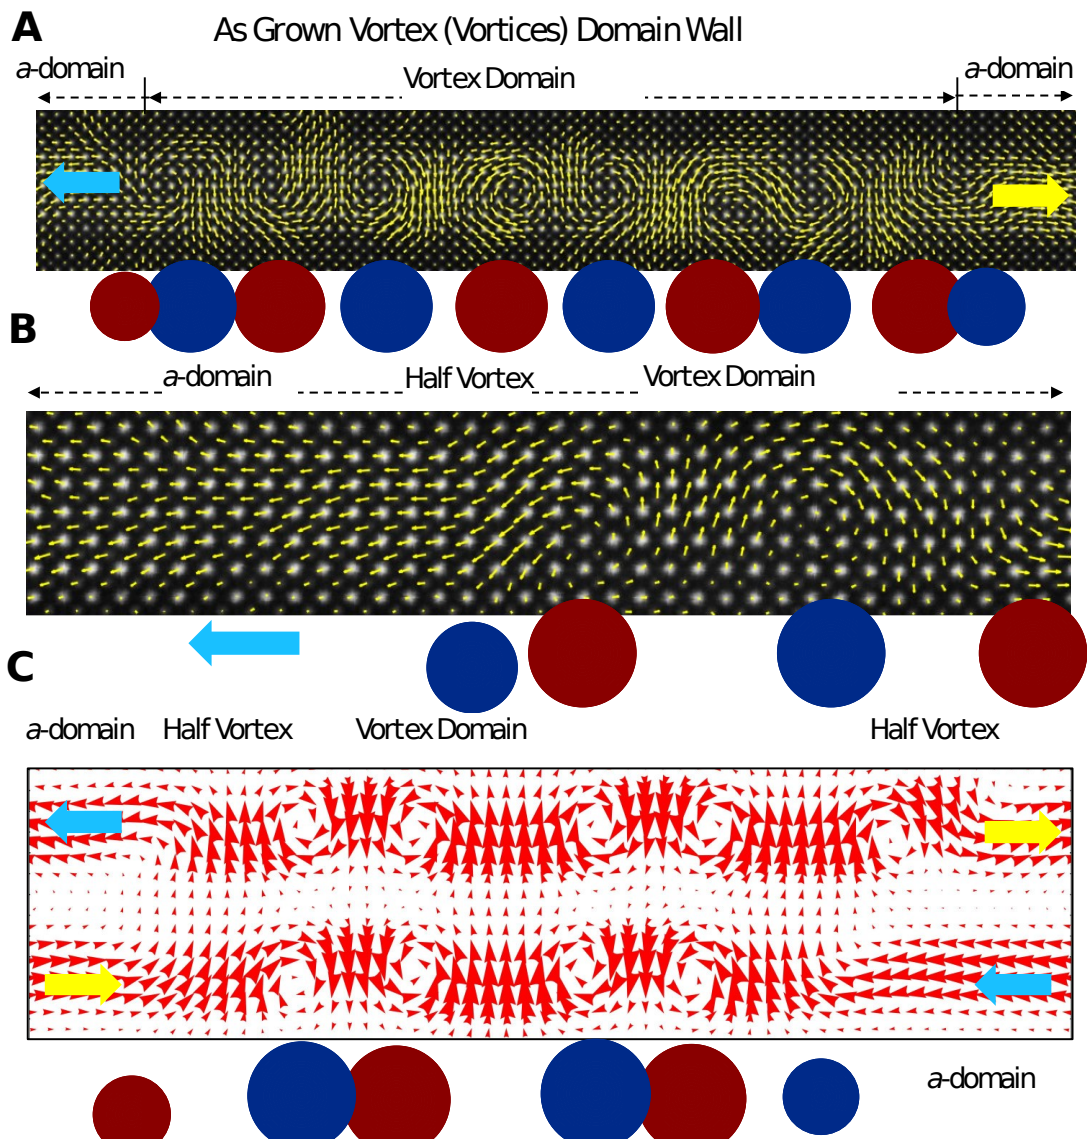 A
As Grown Vortex (Vortices) Domain Wall
a-domain
Vortex Domain
a-domain
B
a-domain
Half Vortex
Vortex Domain
C
a-domain
Half Vortex
Vortex Domain
Half Vortex
a-domain